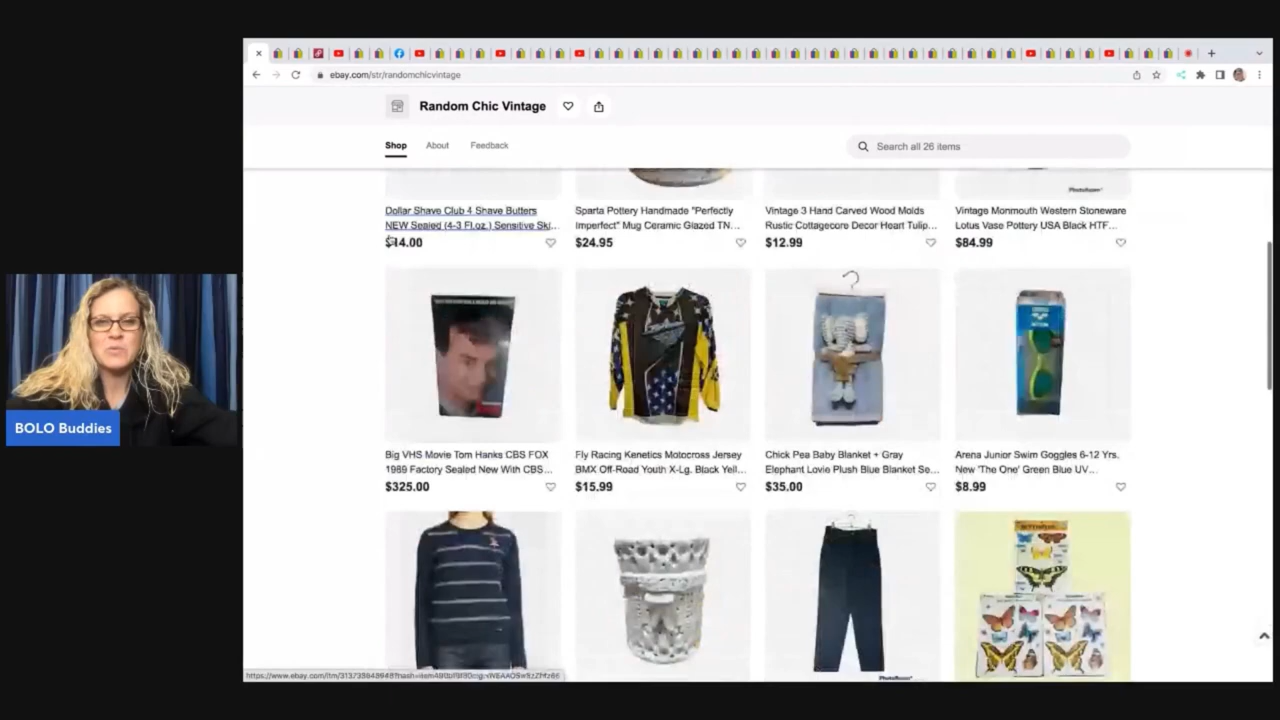 ebay.com/str/randomchicvintage
Random Chic Vintage
Shop
About
Feedback
Search all 26 items
PhotoRoom
Dollar Shave Club 4 Shave Butters
NEW Sealed (4-3 Fl.oz.) Sensitive Ski...
$14.00
Sparta Pottery Handmade "Perfectly
Imperfect" Mug Ceramic Glazed TN...
$24.95
Vintage 3 Hand Carved Wood Molds
Rustic Cottagecore Decor Heart Tulip...
$12.99
Vintage Monmouth Western Stoneware
Lotus Vase Pottery USA Black HTF...
$84.99
Big VHS Movie Tom Hanks CBS FOX
1989 Factory Sealed New With CBS...
$325.00
Fly Racing Kenetics Motocross Jersey
BMX Off-Road Youth X-Lg. Black Yell...
$15.99
Chick Pea Baby Blanket + Gray
Elephant Lovie Plush Blue Blanket Se...
$35.00
Arena Junior Swim Goggles 6-12 Yrs.
New 'The One' Green Blue UV...
$8.99
BOLO Buddies
PhotoRoom